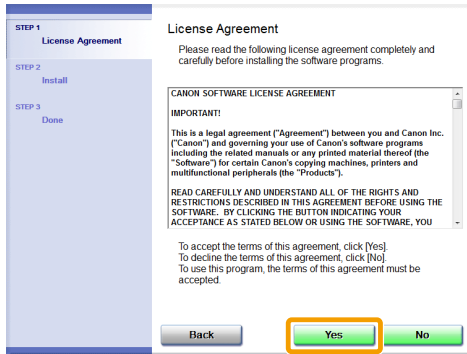 STEP 1
License Agreement
STEP 2
Install
STEP 3
Done
License Agreement
Please read the following license agreement completely and
carefully before installing the software programs.
CANON SOFTWARE LICENSE AGREEMENT
IMPORTANT!
This is a legal agreement ("Agreement") between you and Canon Inc.
("Canon") and governing your use of Canon's software programs
including the related manuals or any printed material thereof (the
"Software") for certain Canon's copying machines, printers and
multifunctional peripherals (the "Products").
READ CAREFULLY AND UNDERSTAND ALL OF THE RIGHTS AND
RESTRICTIONS DESCRIBED IN THIS AGREEMENT BEFORE USING THE
SOFTWARE. BY CLICKING THE BUTTON INDICATING YOUR
ACCEPTANCE AS STATED BELOW OR USING THE SOFTWARE, YOU
To accept the terms of this agreement, click [Yes].
To decline the terms of this agreement, click [No].
To use this program, the terms of this agreement must be
accepted.
Back
Yes
No